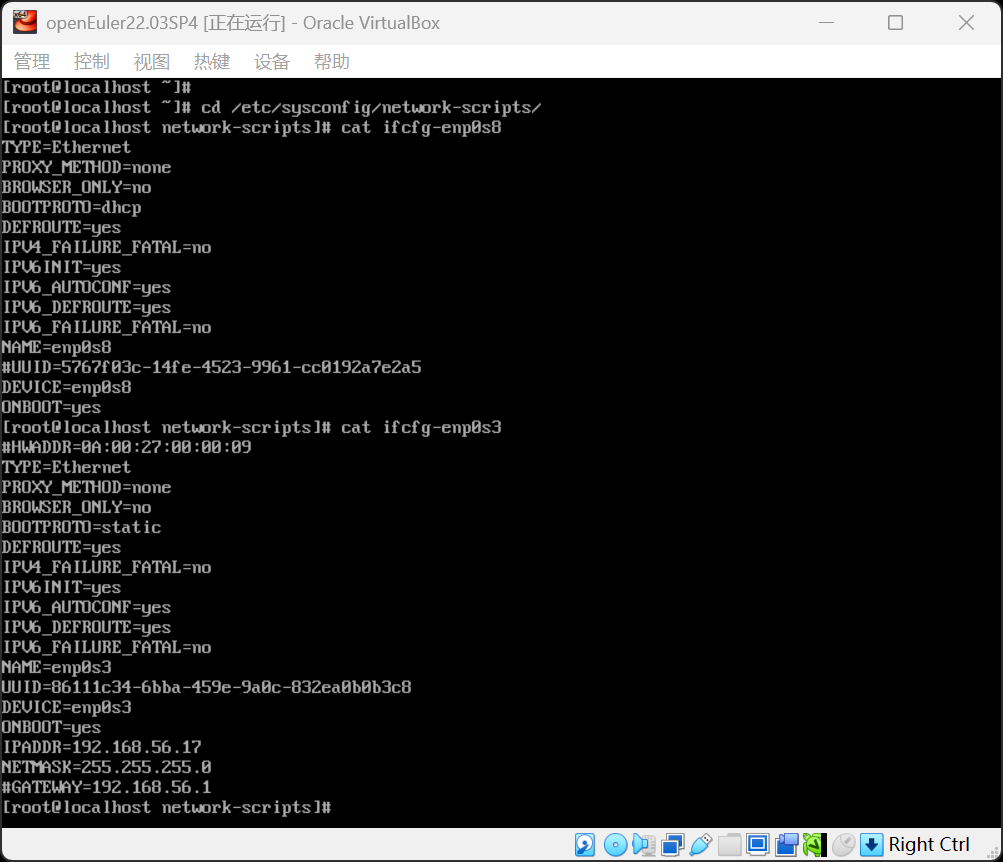 openEuler22.03SP4 [正在运行] - Oracle VirtualBox
管理 控制 视图 热键 设备 帮助
[root@localhost ~]#
[root@localhost ~]# cd /etc/sysconfig/network-scripts/
[root@localhost network-scripts]# cat ifcfg-enp0s8
TYPE=Ethernet
PROXY_METHOD=none
BROWSER_ONLY=no
BOOTPROTO=dhcp
DEFROUTE=yes
IPV4_FAILURE_FATAL=no
IPV6INIT=yes
IPV6_AUTOCONF=yes
IPV6_DEFROUTE=yes
IPV6_FAILURE_FATAL=no
NAME=enp0s8
#UUID=5767f03c-14fe-4523-9961-cc0192a7e2a5
DEVICE=enp0s8
ONBOOT=yes
[root@localhost network-scripts]# cat ifcfg-enp0s3
#HWADDR=0A:00:27:00:00:09
TYPE=Ethernet
PROXY_METHOD=none
BROWSER_ONLY=no
BOOTPROTO=static
DEFROUTE=yes
IPV4_FAILURE_FATAL=no
IPV6INIT=yes
IPV6_AUTOCONF=yes
IPV6_DEFROUTE=yes
IPV6_FAILURE_FATAL=no
NAME=enp0s3
UUID=86111c34-6bba-459e-9a0c-832ea0b0b3c8
DEVICE=enp0s3
ONBOOT=yes
IPADDR=192.168.56.17
NETMASK=255.255.255.0
#GATEWAY=192.168.56.1
[root@localhost network-scripts]#
Right Ctrl